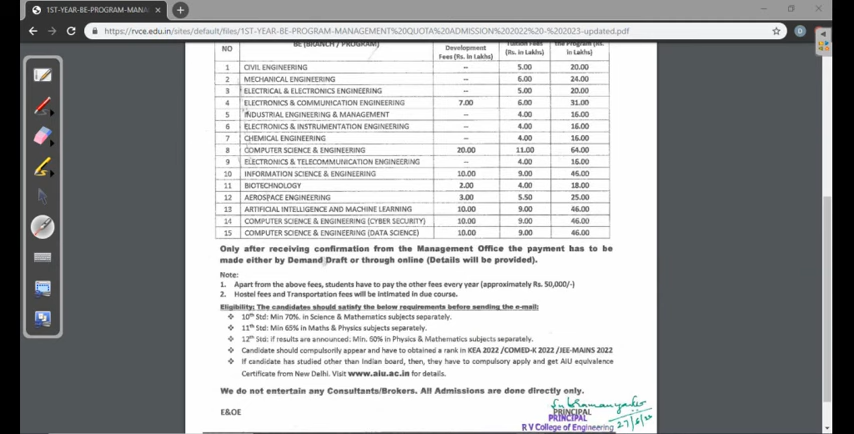 1ST-YEAR-BE-PROGRAM-MANA
https://rvce.edu.in/sites/default/files/1ST-YEAR-BE-PROGRAM-MANAGEMENT%20QUOTA%20ADMISSION%202022%20-%202023-updated.pdf
NO BE (BRANCH / PROGRAM) Development Fees (Rs. in Lakhs) Tuition Fees (Rs. In Lakhs) the Program (Rs. In Lakhs)
1 CIVIL ENGINEERING -- 5.00 20.00
2 MECHANICAL ENGINEERING -- 6.00 24.00
3 ELECTRICAL & ELECTRONICS ENGINEERING -- 5.00 20.00
4 ELECTRONICS & COMMUNICATION ENGINEERING 7.00 6.00 31.00
5 INDUSTRIAL ENGINEERING & MANAGEMENT -- 4.00 16.00
6 ELECTRONICS & INSTRUMENTATION ENGINEERING -- 4.00 16.00
7 CHEMICAL ENGINEERING -- 4.00 16.00
8 COMPUTER SCIENCE & ENGINEERING 20.00 11.00 64.00
9 ELECTRONICS & TELECOMMUNICATION ENGINEERING -- 4.00 16.00
10 INFORMATION SCIENCE & ENGINEERING 10.00 9.00 46.00
11 BIOTECHNOLOGY 2.00 4.00 18.00
12 AEROSPACE ENGINEERING 3.00 5.50 25.00
13 ARTIFICIAL INTELLIGENCE AND MACHINE LEARNING 10.00 9.00 46.00
14 COMPUTER SCIENCE & ENGINEERING (CYBER SECURITY) 10.00 9.00 46.00
15 COMPUTER SCIENCE & ENGINEERING (DATA SCIENCE) 10.00 9.00 46.00
Only after receiving confirmation from the Management Office the payment has to be
made either by Demand Draft or through online (Details will be provided).
Note:
1. Apart from the above fees, students have to pay the other fees every year (approximately Rs. 50,000/-)
2. Hostel fees and Transportation fees will be intimated in due course.
Eligibility: The candidates should satisfy the below requirements before sending the e-mail:
❖ 10th Std: Min 70% in Science & Mathematics subjects separately.
❖ 11th Std: Min 65% in Maths & Physics subjects separately.
❖ 12th Std: if results are announced: Min. 60% in Physics & Mathematics subjects separately.
❖ Candidate should compulsorily appear and have to obtained a rank in KEA 2022 /COMED-K 2022 /JEE-MAINS 2022
❖ If candidate has studied other than Indian board, then, they have to compulsory apply and get AIU equivalence
Certificate from New Delhi. Visit www.aiu.ac.in for details.
We do not entertain any Consultants/Brokers. All Admissions are done directly only.
E&OE
PRINCIPAL
PRINCIPAL
R V College of Engineering